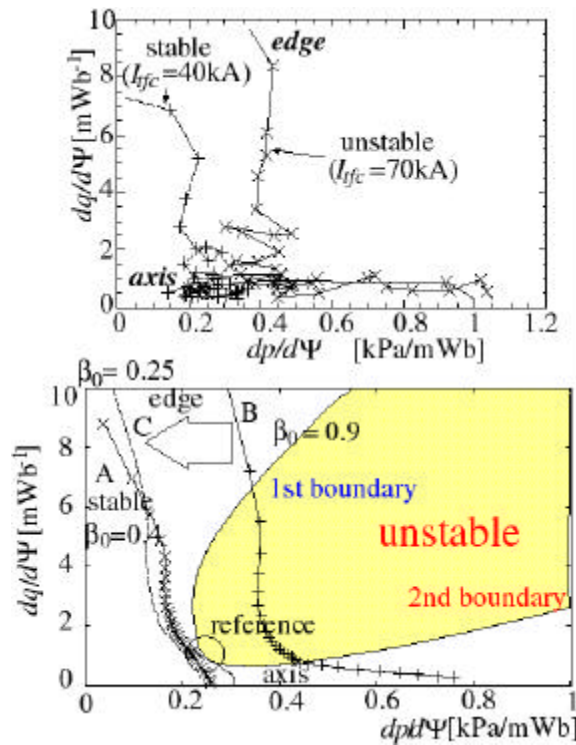 10
8
6
4
2
0
dq/dΨ [mWb⁻¹]
stable
(I_tfc=40kA)
edge
unstable
(I_tfc=70kA)
axis
0 0.2 0.4 0.6 0.8 1 1.2
dp/dΨ [kPa/mWb]
β₀= 0.25
10
8
6
4
2
0
dq/dΨ [mWb⁻¹]
edge
C
B
β₀= 0.9
A
stable
β₀=0.4
1st boundary
unstable
2nd boundary
reference
axis
0 0.2 0.4 0.6 0.8 1
dp/dΨ[kPa/mWb]